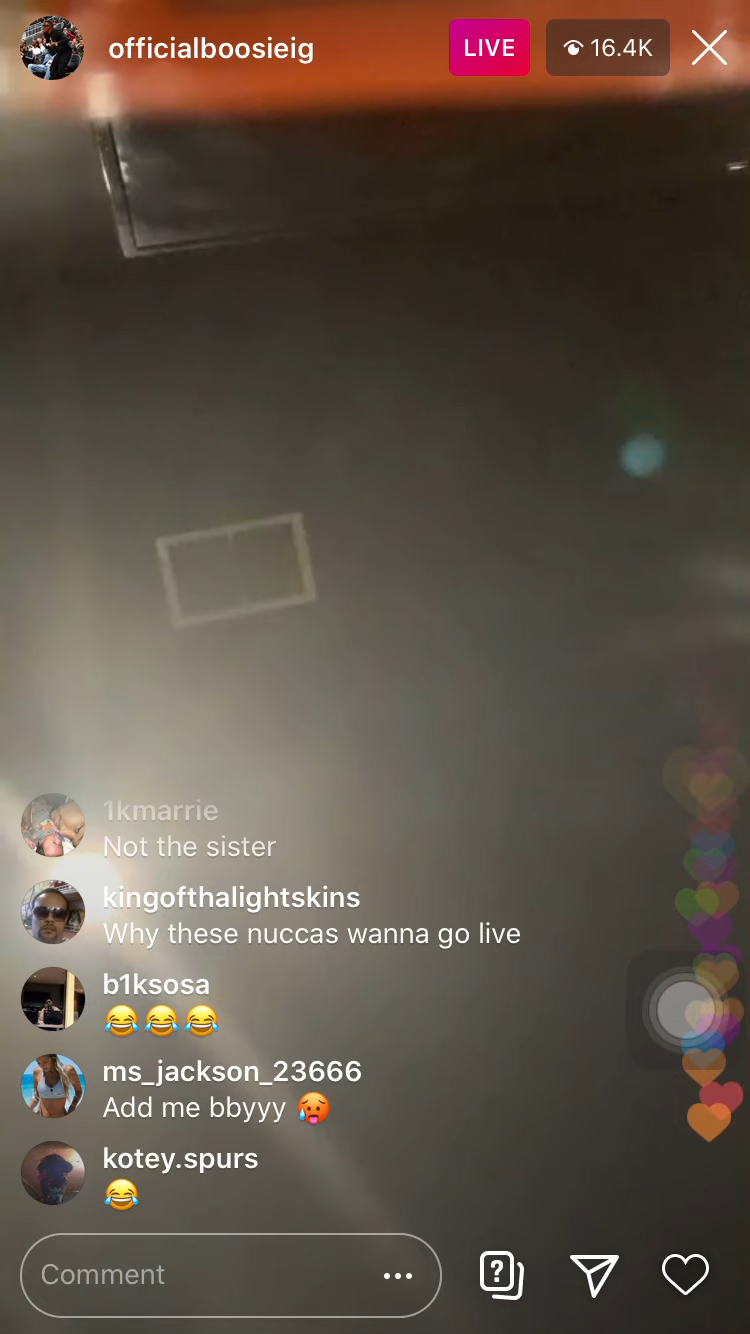 officialboosieig
LIVE
16.4K
1kmarrie
Not the sister
kingofthalightskins
Why these nuccas wanna go live
b1ksosa
😂😂😂
ms_jackson_23666
Add me bbyyy 🥵
kotey.spurs
😂
Comment